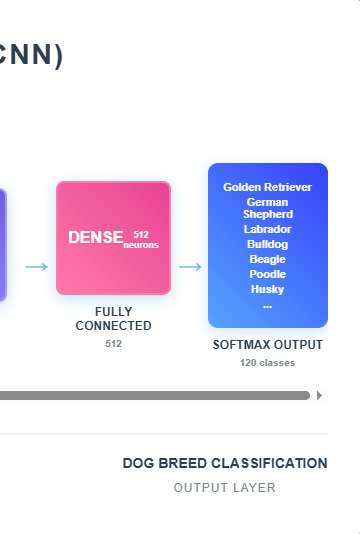 CNN)
DENSE 512
neurons
FULLY
CONNECTED
512
Golden Retriever
German
Shepherd
Labrador
Bulldog
Beagle
Poodle
Husky
...
SOFTMAX OUTPUT
120 classes
DOG BREED CLASSIFICATION
OUTPUT LAYER